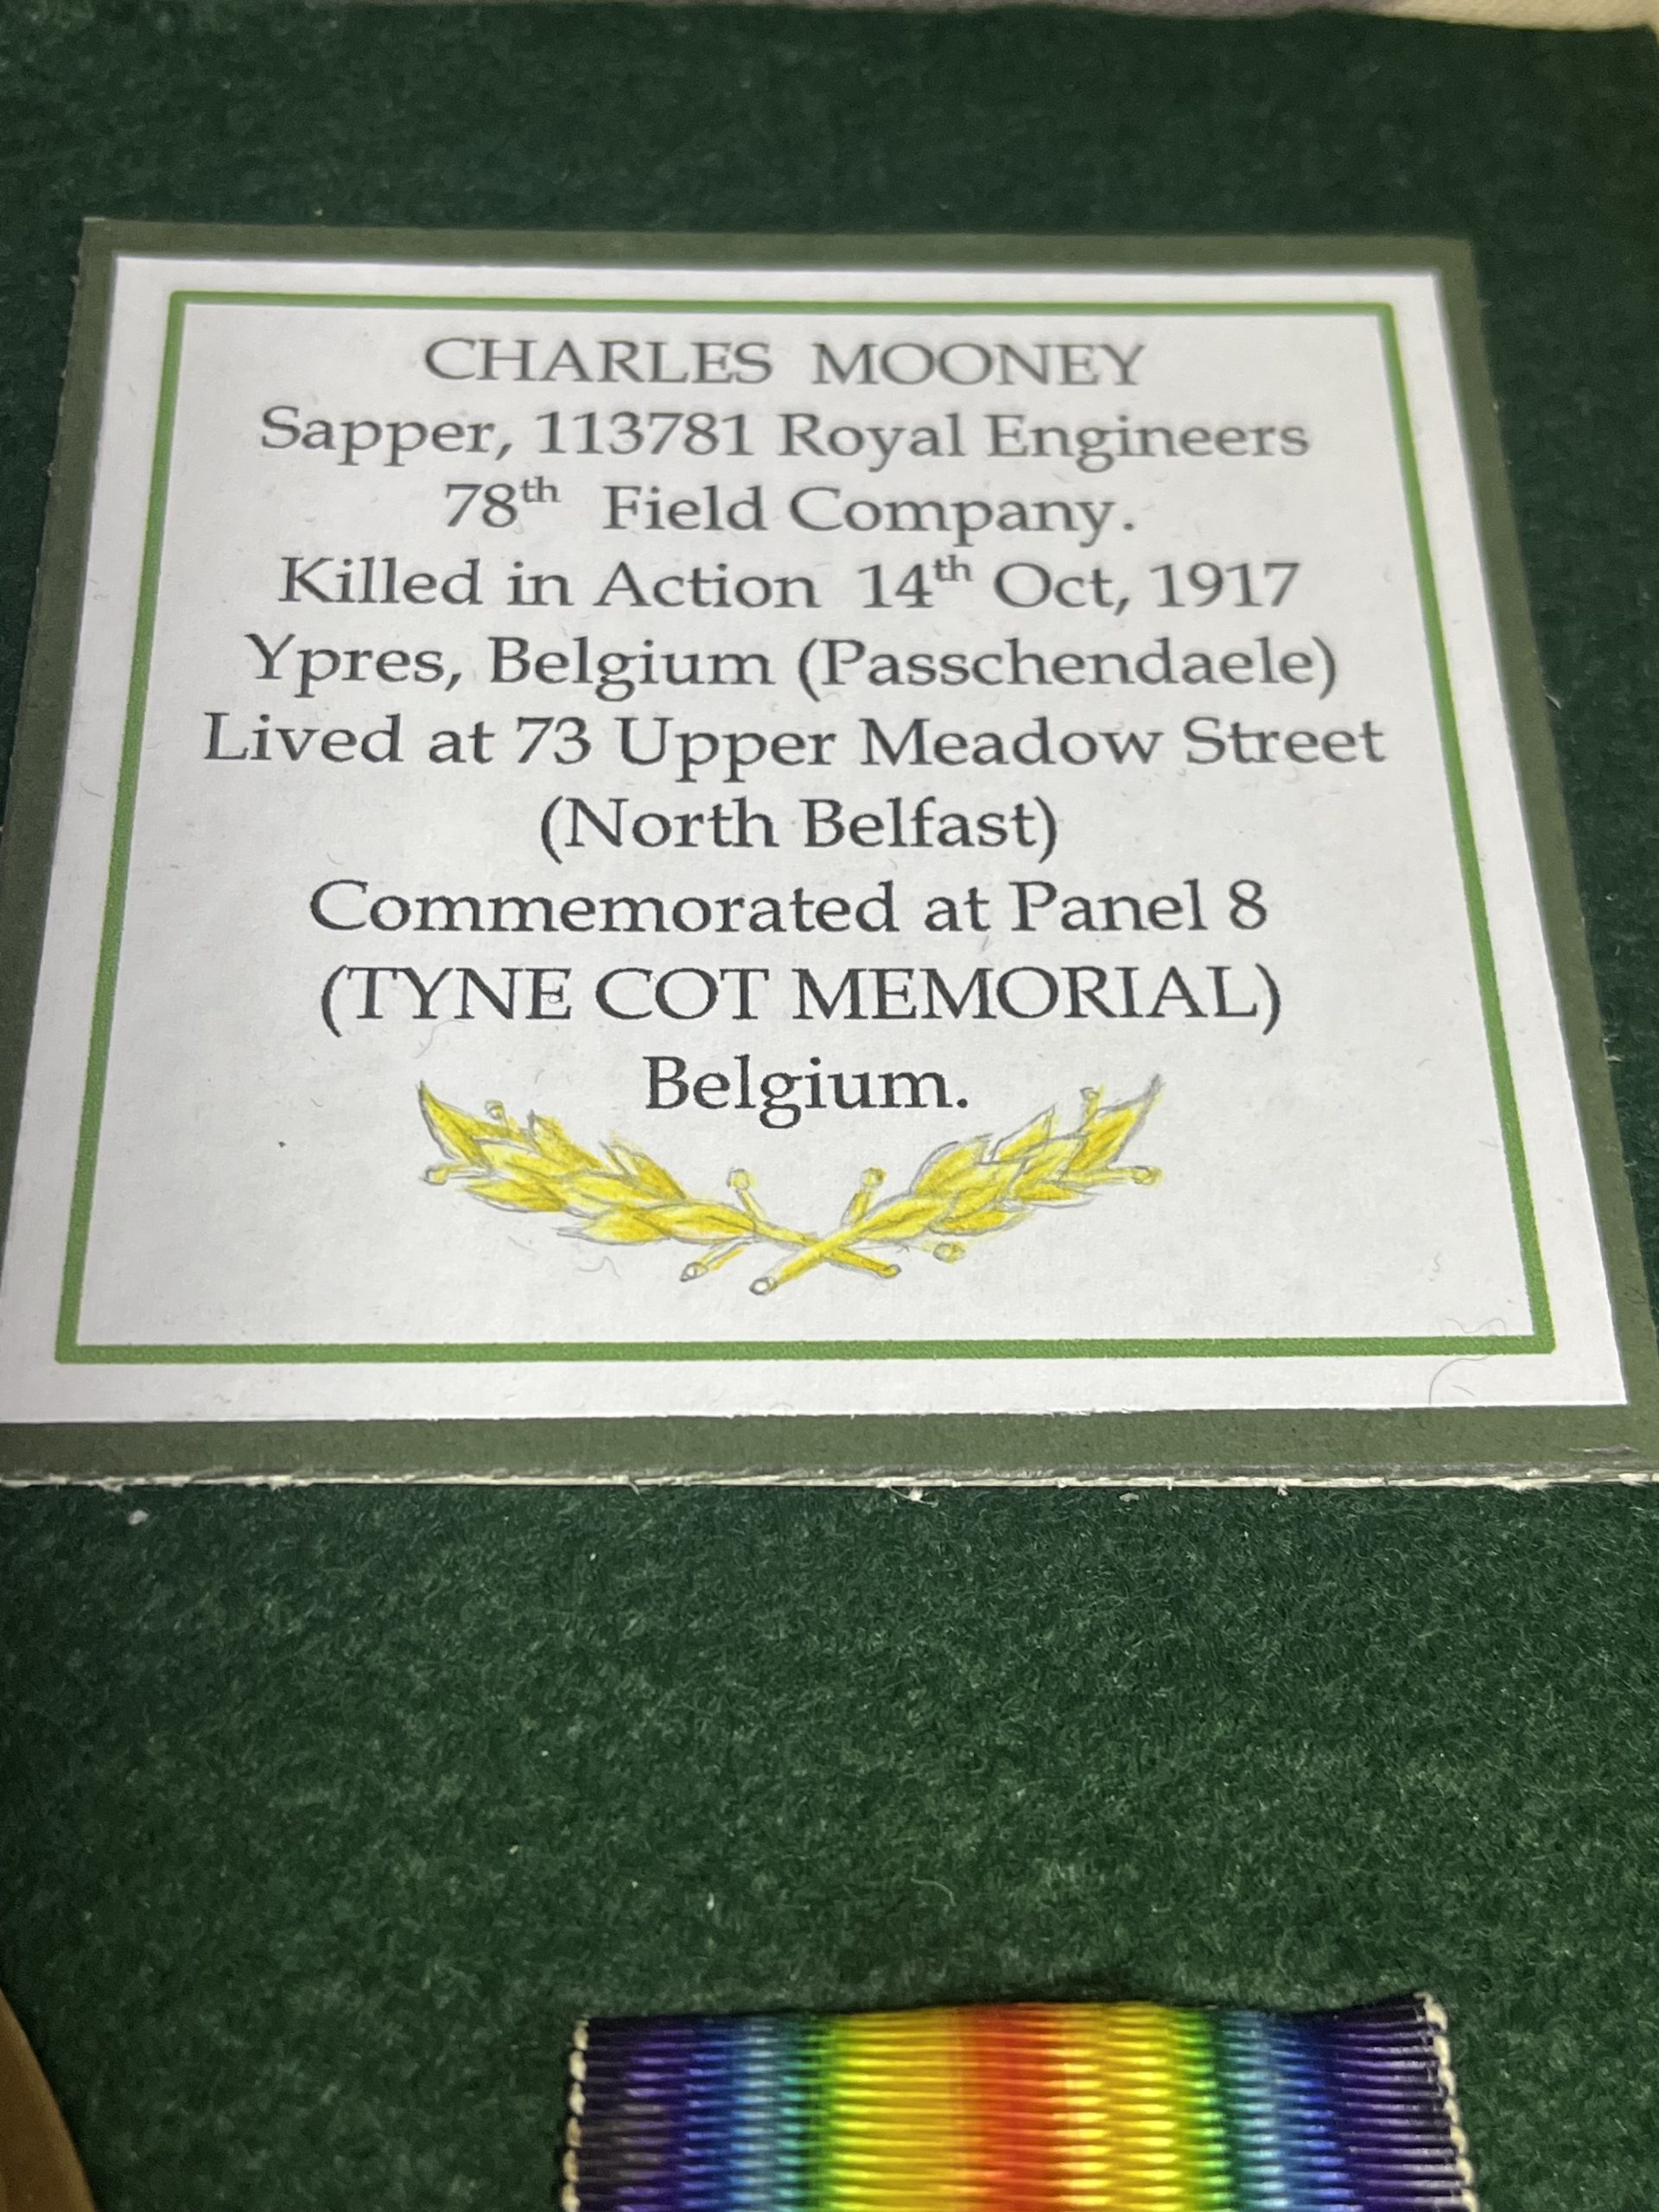 CHARLES MOONEY
Sapper, 113781 Royal Engineers
78th Field Company.
Killed in Action 14th Oct, 1917
Ypres, Belgium (Passchendaele)
Lived at 73 Upper Meadow Street
(North Belfast)
Commemorated at Panel 8
(TYNE COT MEMORIAL)
Belgium.